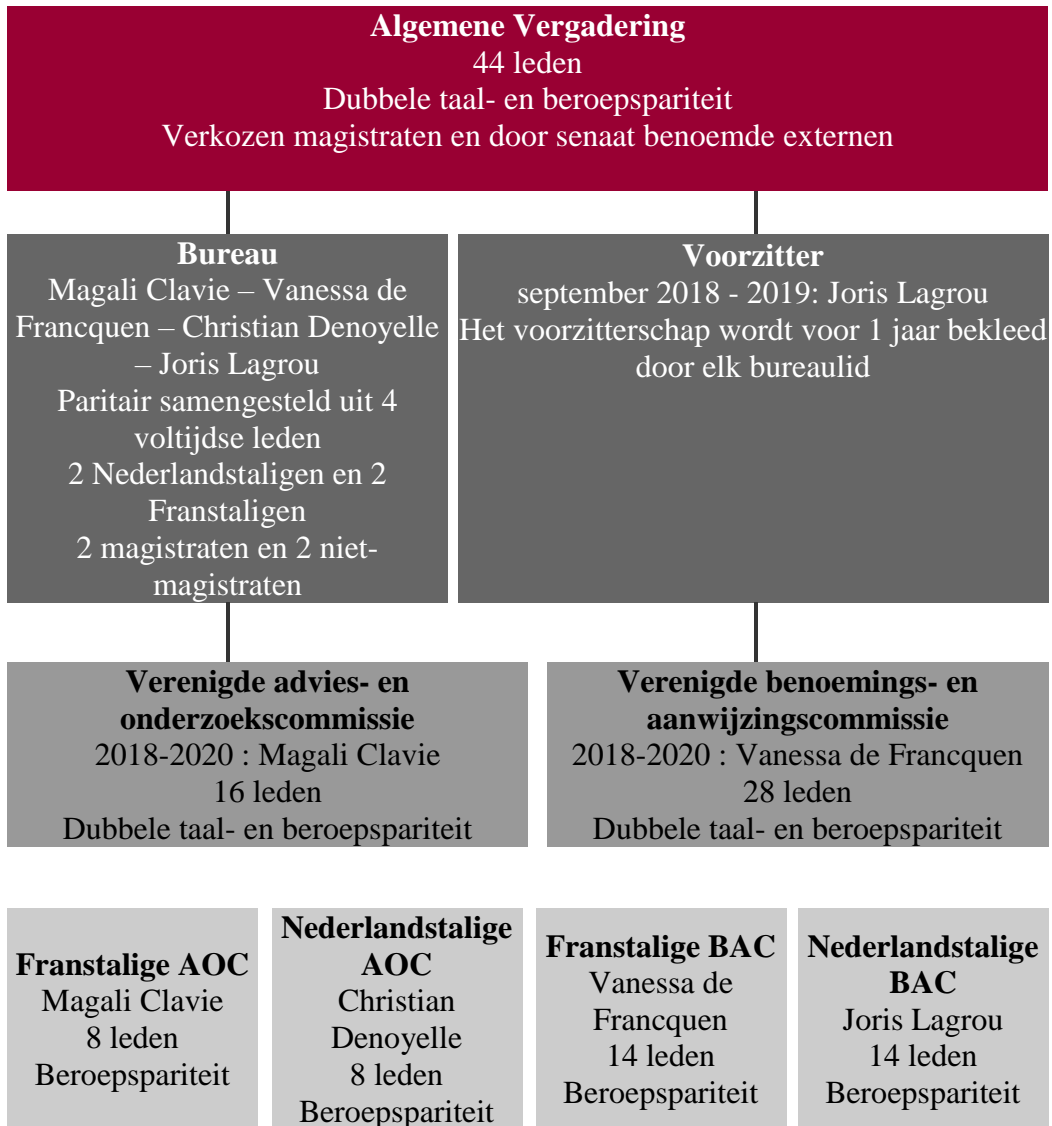 Algemene Vergadering
44 leden
Dubbele taal- en beroepspariteit
Verkozen magistraten en door senaat benoemde externen
Bureau
Magali Clavie – Vanessa de
Francquen – Christian Denoyelle
– Joris Lagrou
Paritair samengesteld uit 4
voltijdse leden
2 Nederlandstaligen en 2
Franstaligen
2 magistraten en 2 niet-
magistraten
Voorzitter
september 2018 - 2019: Joris Lagrou
Het voorzitterschap wordt voor 1 jaar bekleed
door elk bureaulid
Verenigde advies- en
onderzoekscommissie
2018-2020 : Magali Clavie
16 leden
Dubbele taal- en beroepspariteit
Verenigde benoemings- en
aanwijzingscommissie
2018-2020 : Vanessa de Francquen
28 leden
Dubbele taal- en beroepspariteit
Franstalige AOC
Magali Clavie
8 leden
Beroepspariteit
Nederlandstalige
AOC
Christian
Denoyelle
8 leden
Beroepspariteit
Franstalige BAC
Vanessa de
Francquen
14 leden
Beroepspariteit
Nederlandstalige
BAC
Joris Lagrou
14 leden
Beroepspariteit